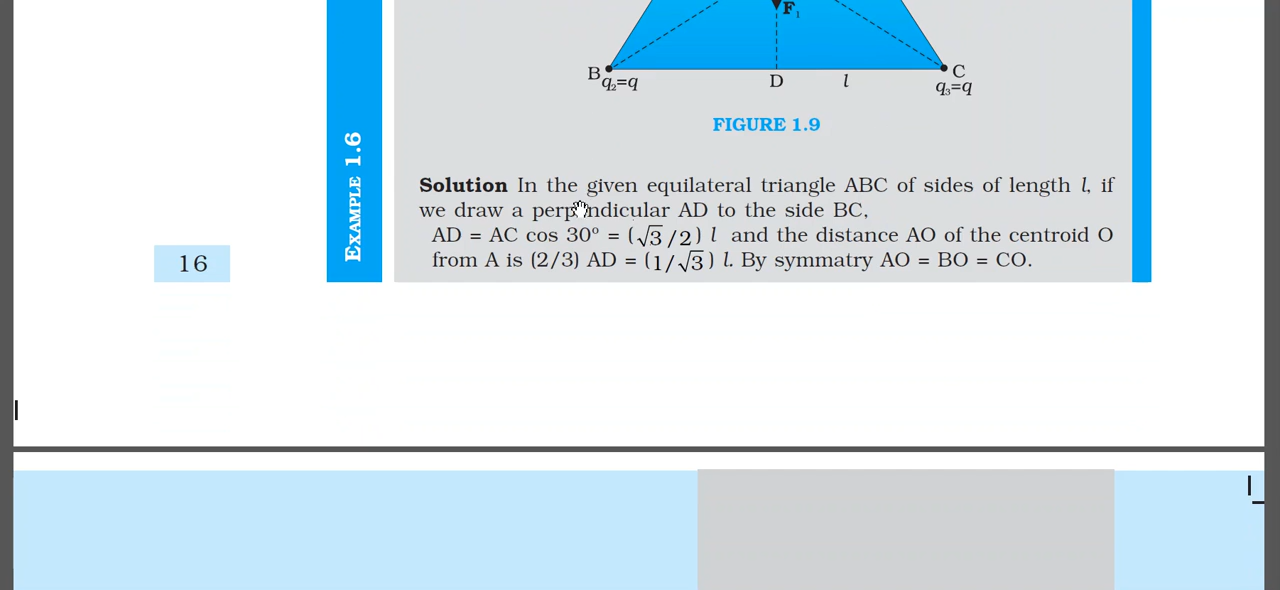 F₁
B
C
q₂=q
D
l
q₃=q
FIGURE 1.9
EXAMPLE 1.6
Solution In the given equilateral triangle ABC of sides of length l, if
we draw a perpendicular AD to the side BC,
AD = AC cos 30º = (√3/2) l and the distance AO of the centroid O
from A is (2/3) AD = (1/√3) l. By symmatry AO = BO = CO.
16